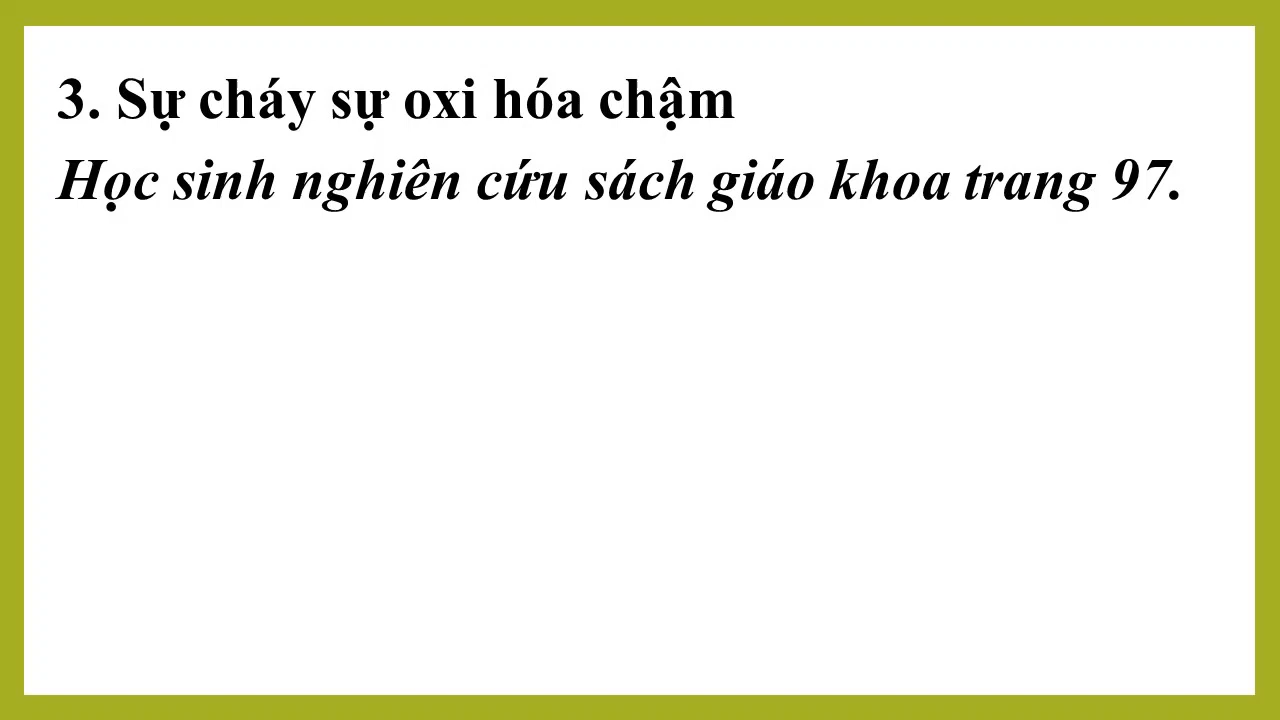 3. Sự cháy sự oxi hóa chậm
Học sinh nghiên cứu sách giáo khoa trang 97.